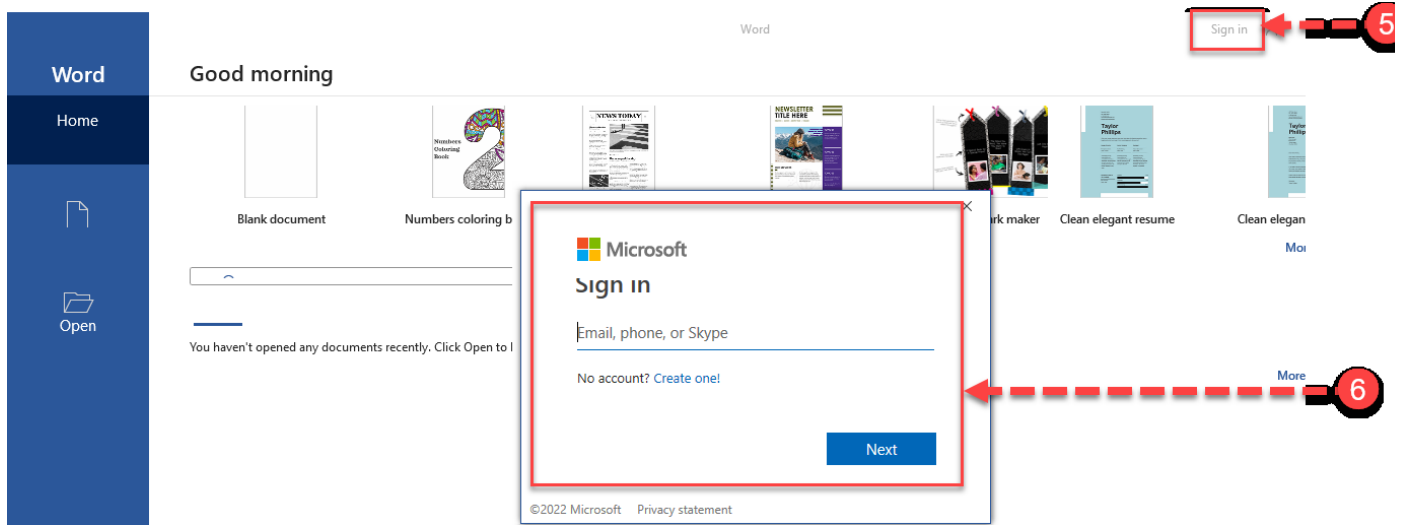 Word
Sign in
5
Word
Good morning
Home
Numbers
Coloring
Book
NEWS TODAY
NEWSLETTER
TITLE HERE
Taylor
Phillips
Taylor
Blank document
Numbers coloring b
rk maker
Clean elegant resume
Clean elegan
Mor
Microsoft
Sign in
Open
Email, phone, or Skype
You haven't opened any documents recently. Click Open to
No account? Create one!
More
6
Next
©2022 Microsoft Privacy statement